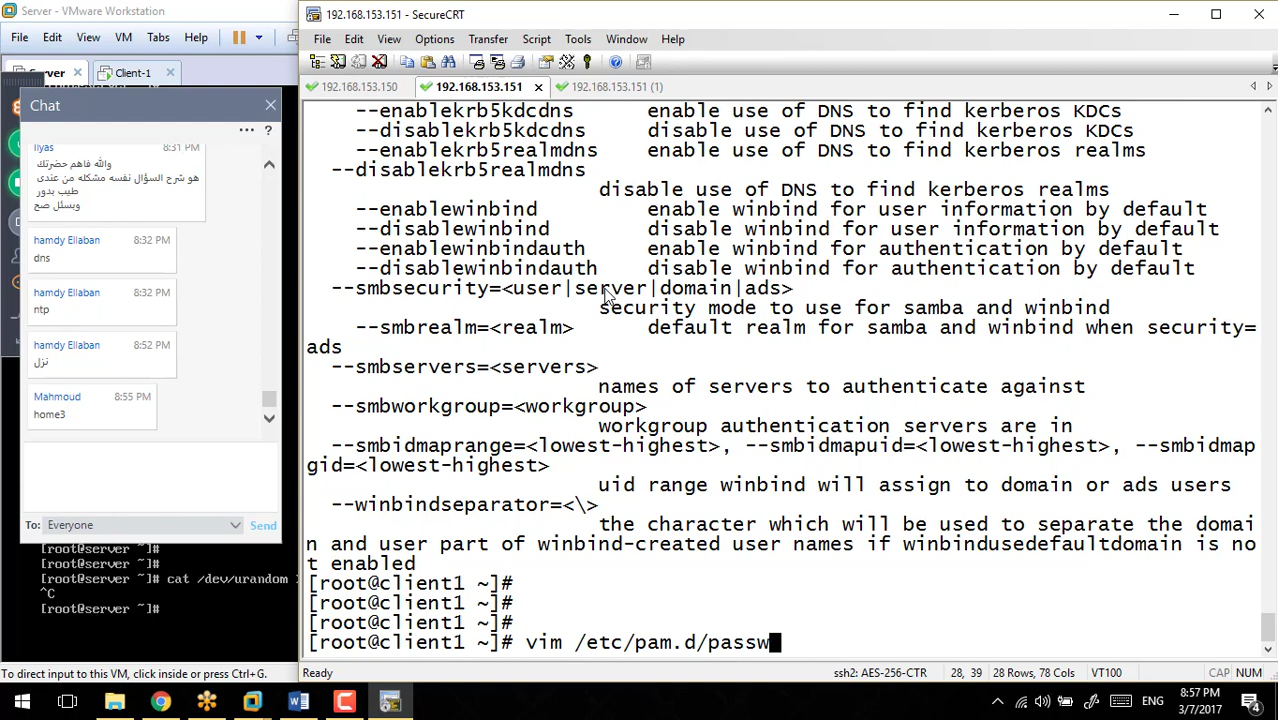 Server - VMware Workstation
File Edit View VM Tabs Help
Server Client-1
Chat
Ilyas 8:31 PM
والله فاهم حضرتك
هو شرح السؤال نفسه مشكله من عندى
طيب بدور
وبسئل صح
hamdy Ellaban 8:32 PM
dns
hamdy Ellaban 8:32 PM
ntp
hamdy Ellaban 8:52 PM
نزل
Mahmoud 8:55 PM
home3
To: Everyone Send
[root@server ~]#
[root@server ~]#
[root@server ~]# cat /dev/urandom
^C
[root@server ~]#
To direct input to this VM, click inside or press Ctrl+G.
192.168.153.151 - SecureCRT
File Edit View Options Transfer Script Tools Window Help
192.168.153.150 192.168.153.151 192.168.153.151 (1)
--enablekrb5kdcdns enable use of DNS to find kerberos KDCs
--disablekrb5kdcdns disable use of DNS to find kerberos KDCs
--enablekrb5realmdns enable use of DNS to find kerberos realms
--disablekrb5realmdns
disable use of DNS to find kerberos realms
--enablewinbind enable winbind for user information by default
--disablewinbind disable winbind for user information by default
--enablewinbindauth enable winbind for authentication by default
--disablewinbindauth disable winbind for authentication by default
--smbsecurity=<user|server|domain|ads>
security mode to use for samba and winbind
--smbrealm=<realm> default realm for samba and winbind when security=
ads
--smbservers=<servers>
names of servers to authenticate against
--smbworkgroup=<workgroup>
workgroup authentication servers are in
--smbidmaprange=<lowest-highest>, --smbidmapuid=<lowest-highest>, --smbidmap
gid=<lowest-highest>
uid range winbind will assign to domain or ads users
--winbindseparator=<\>
the character which will be used to separate the domai
n and user part of winbind-created user names if winbindusedefaultdomain is no
t enabled
[root@client1 ~]#
[root@client1 ~]#
[root@client1 ~]#
[root@client1 ~]# vim /etc/pam.d/passw
Ready ssh2: AES-256-CTR 28, 39 28 Rows, 78 Cols VT100 CAP NUM
ENG 8:57 PM
3/7/2017 4